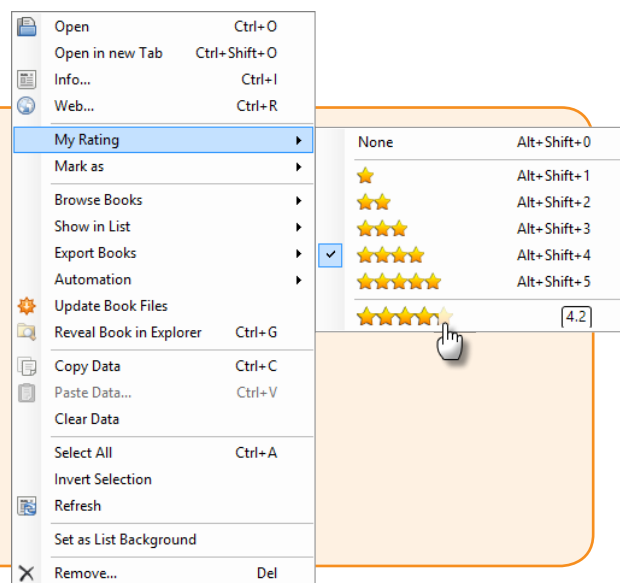 Open Ctrl+O
Open in new Tab Ctrl+Shift+O
Info... Ctrl+I
Web... Ctrl+R
My Rating
Mark as
Browse Books
Show in List
Export Books
Automation
Update Book Files
Reveal Book in Explorer Ctrl+G
Copy Data Ctrl+C
Paste Data... Ctrl+V
Clear Data
Select All Ctrl+A
Invert Selection
Refresh
Set as List Background
Remove... Del
None Alt+Shift+0
Alt+Shift+1
Alt+Shift+2
Alt+Shift+3
Alt+Shift+4
Alt+Shift+5
4.2